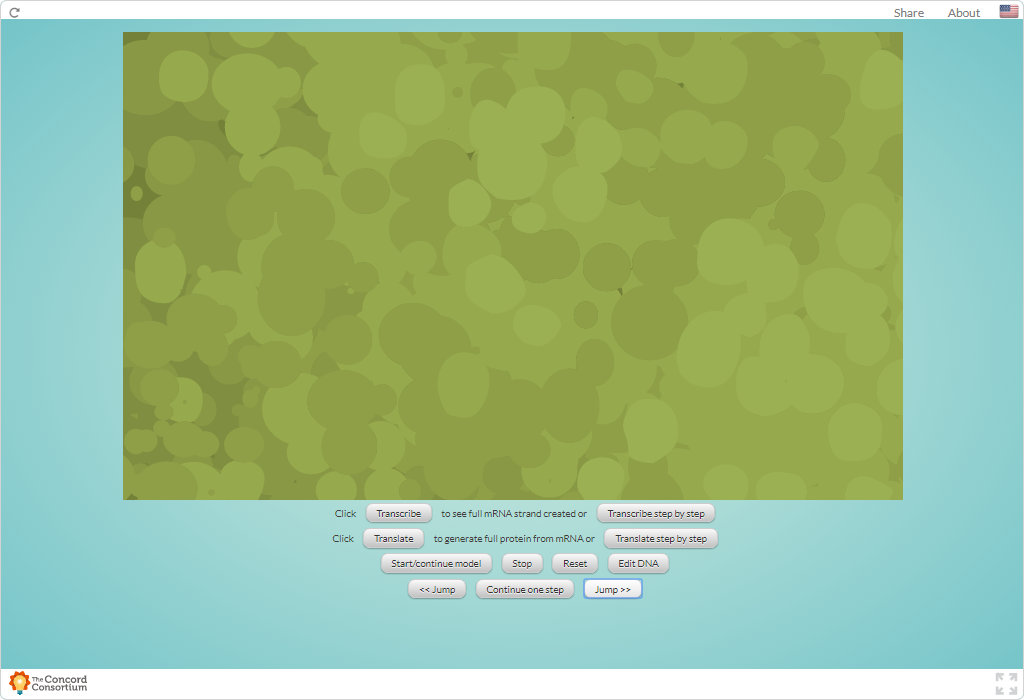 Share About
Click Transcribe to see full mRNA strand created or Transcribe step by step
Click Translate to generate full protein from mRNA or Translate step by step
Start/continue model Stop Reset Edit DNA
<< Jump Continue one step Jump >>
The Concord
Consortium